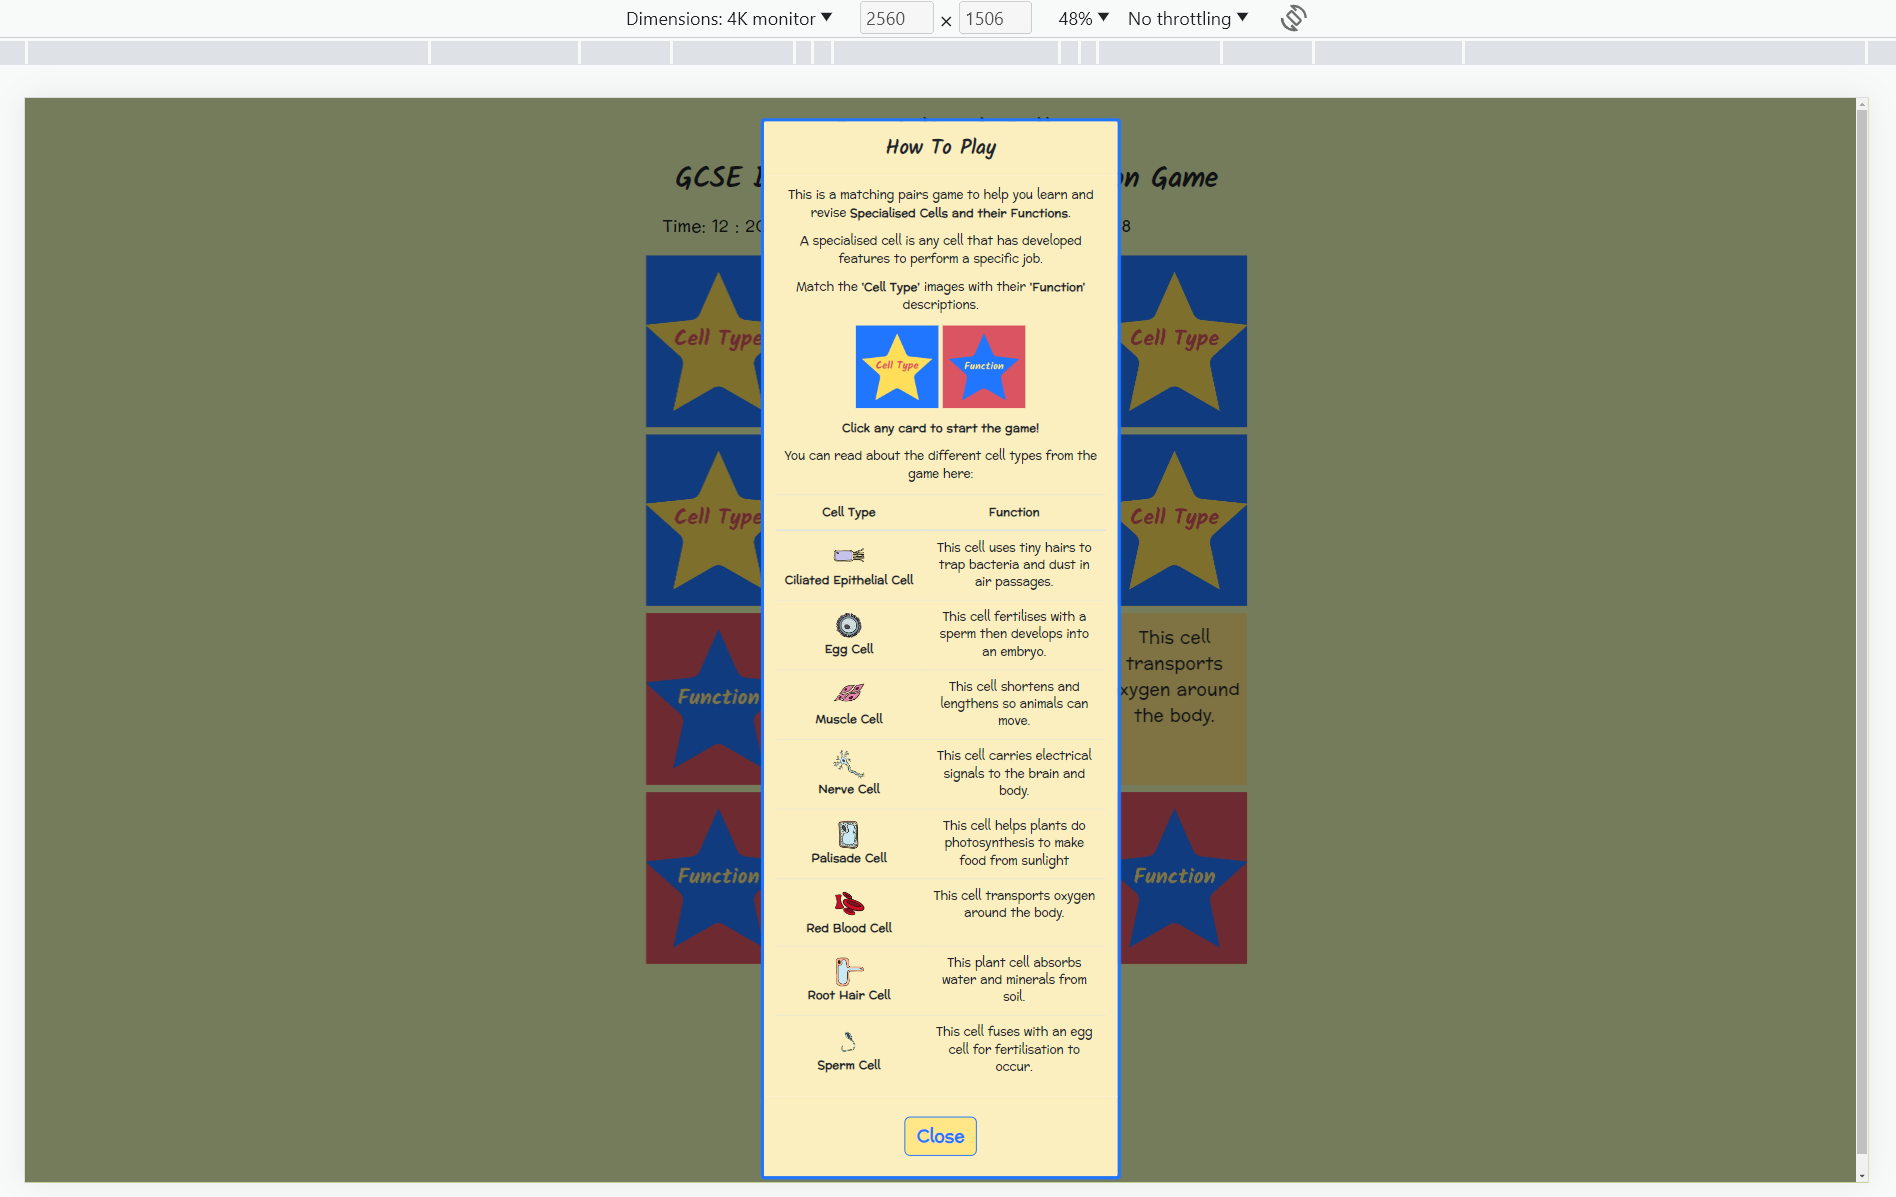 Dimensions: 4K monitor 2560 × 1506 48% No throttling
How To Play
GCSE on Game
This is a matching pairs game to help you learn and
revise Specialised Cells and their Functions.
Time: 12 : 20 8
A specialised cell is any cell that has developed
features to perform a specific job.
Match the 'Cell Type' images with their 'Function'
descriptions.
Cell Type
Cell Type
Function
Cell Type
Click any card to start the game!
You can read about the different cell types from the
game here:
Cell Type Function
Cell Type
Cell Type
This cell uses tiny hairs to
trap bacteria and dust in
air passages.
Ciliated Epithelial Cell
This cell fertilises with a
sperm then develops into
an embryo.
Egg Cell
This cell
transports
xygen around
the body.
Function
This cell shortens and
lengthens so animals can
move.
Muscle Cell
This cell carries electrical
signals to the brain and
body.
Nerve Cell
This cell helps plants do
photosynthesis to make
food from sunlight
Palisade Cell
Function
Function
This cell transports oxygen
around the body.
Red Blood Cell
This plant cell absorbs
water and minerals from
soil.
Root Hair Cell
This cell fuses with an egg
cell for fertilisation to
occur.
Sperm Cell
Close